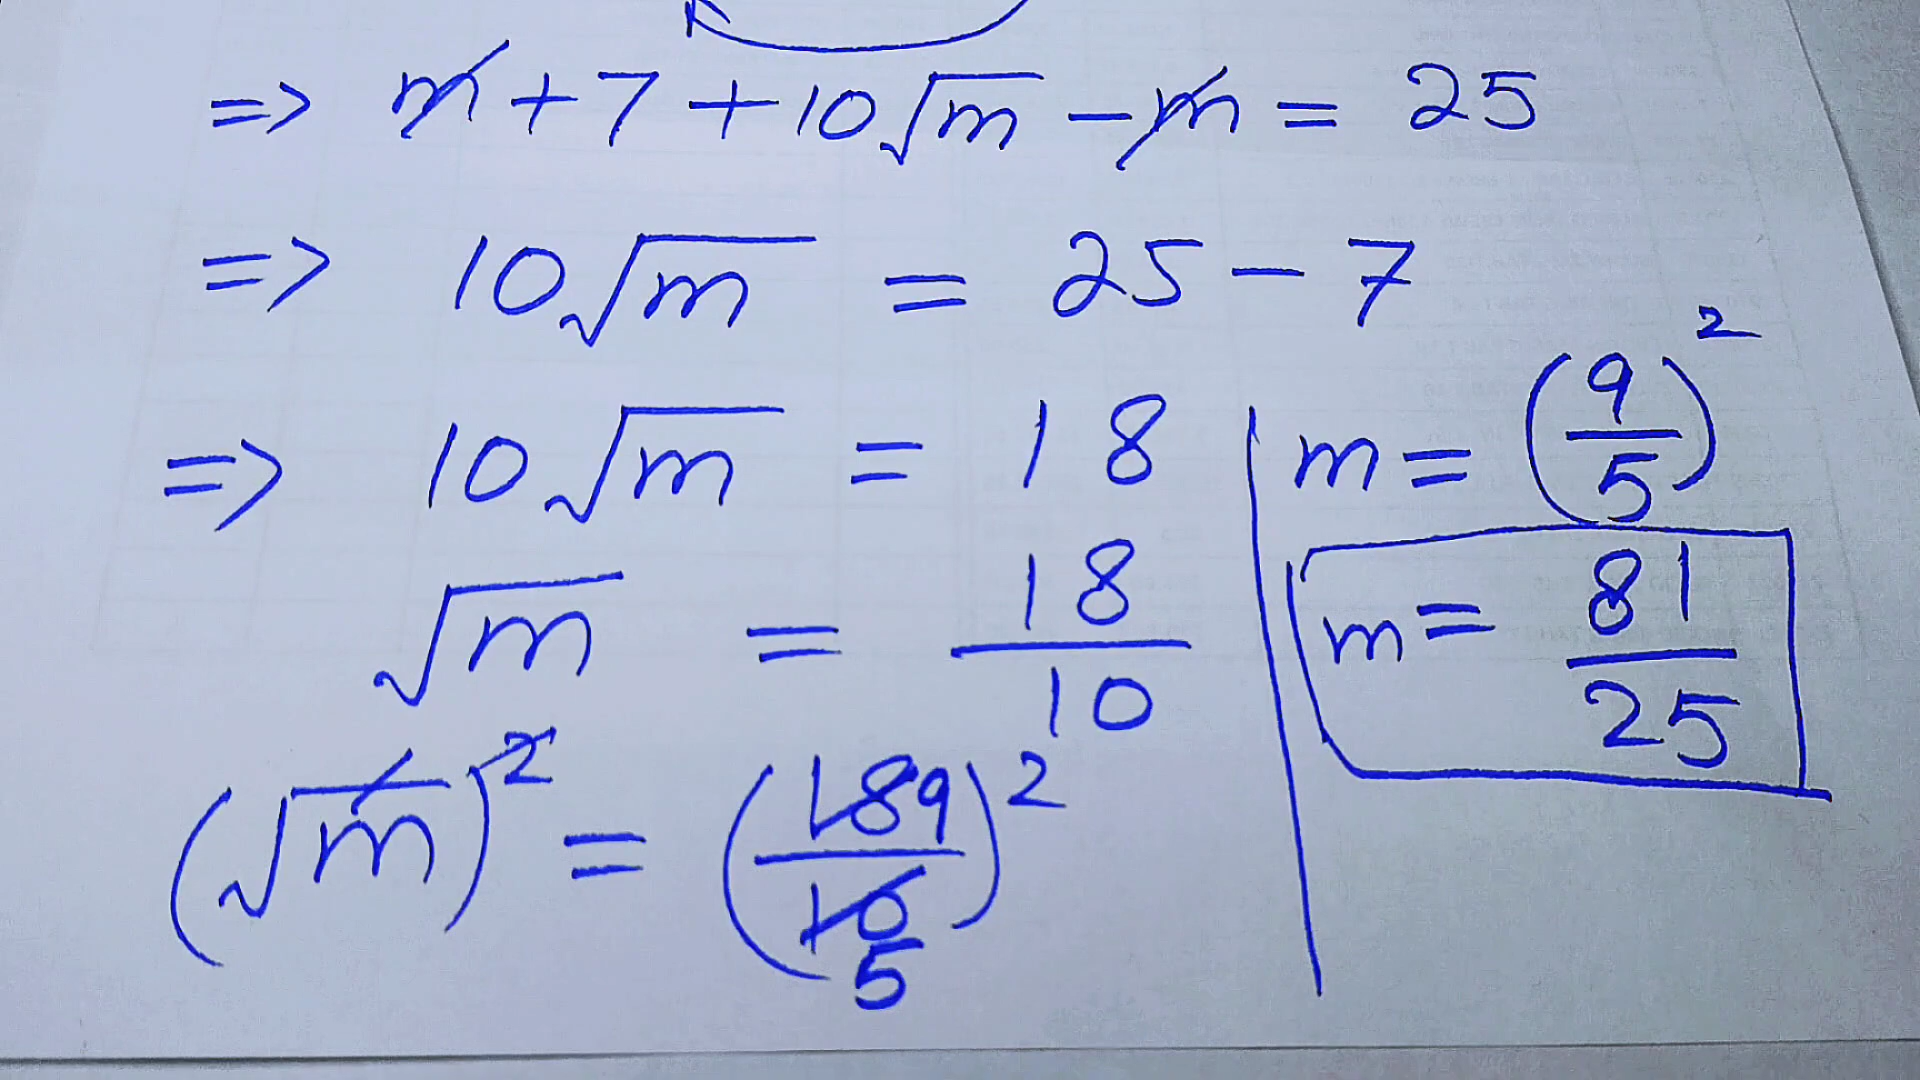 => m + 7 + 10√m - m = 25
=> 10√m = 25 - 7
=> 10√m = 18
√m = 18/10
(√m)² = (18 9/10 5)²
m = (9/5)²
m = 81/25